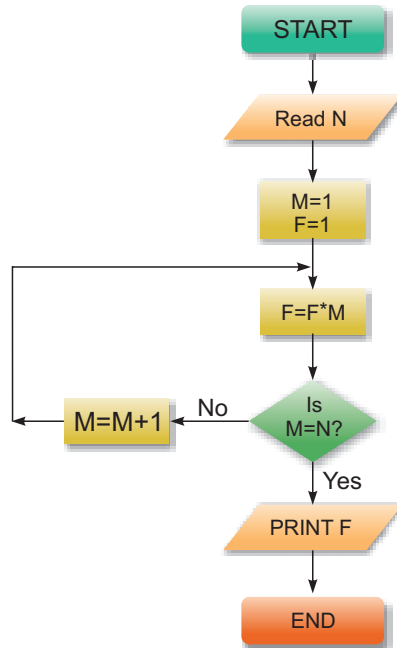 START
Read N
M=1
F=1
F=F*M
Is
M=N?
No
M=M+1
Yes
PRINT F
END